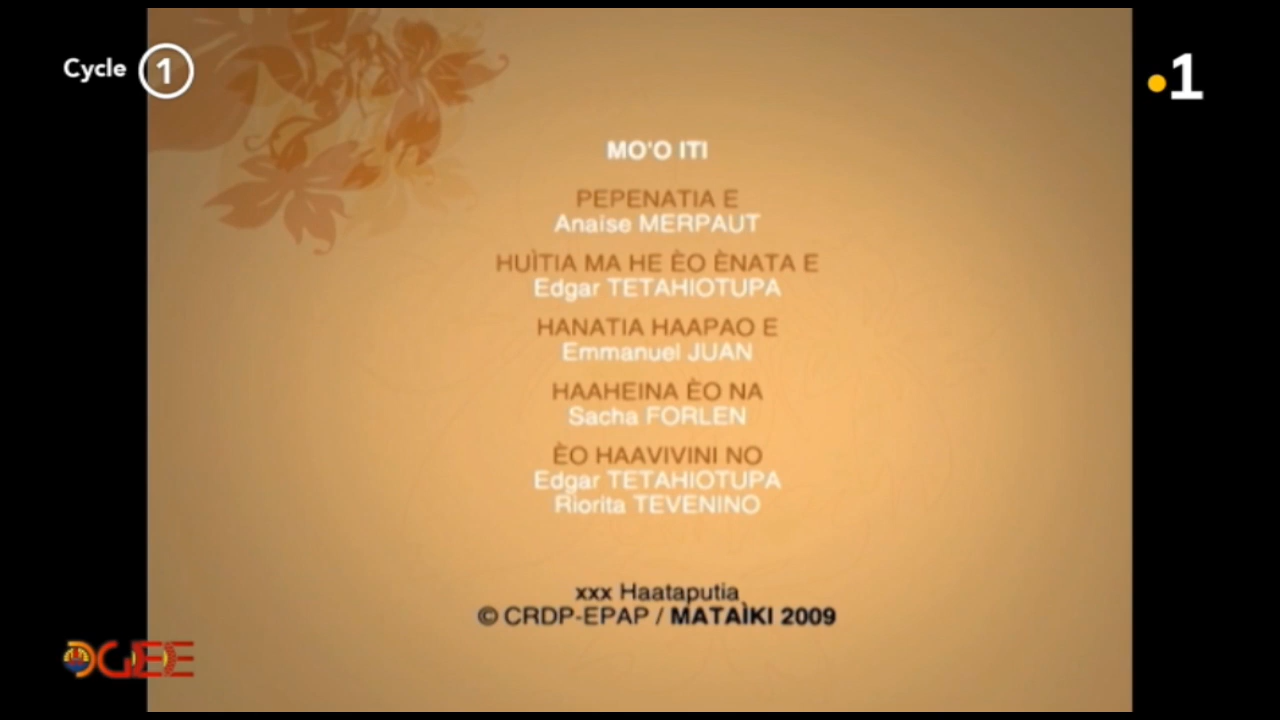 Cycle 1
1
MO'O ITI
PEPENATIA E
Anaise MERPAUT
HUÌTIA MA HE ÈO ÈNATA E
Edgar TETAHIOTUPA
HANATIA HAAPAO E
Emmanuel JUAN
HAAHEINA ÈO NA
Sacha FORLEN
ÈO HAAVIVINI NO
Edgar TETAHIOTUPA
Riorita TEVENINO
xxx Haataputia
© CRDP-EPAP / MATAÌKI 2009
DGEE